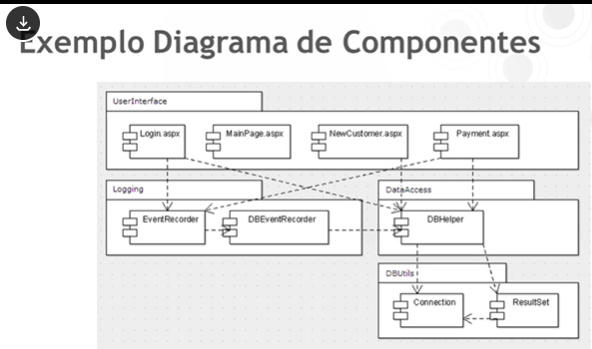 Exemplo Diagrama de Componentes
UserInterface
Login.aspx
MainPage.aspx
NewCustomer.aspx
Payment.aspx
Logging
DataAccess
EventRecorder
DBEventRecorder
DBHelper
DBUtils
Connection
ResultSet